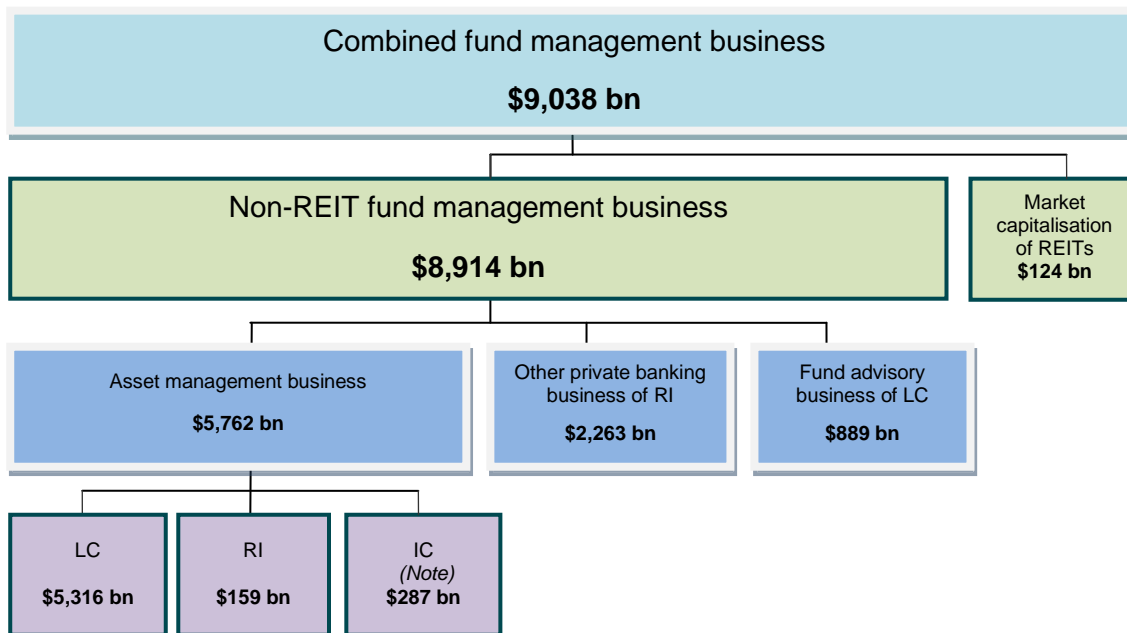 Combined fund management business
$9,038 bn
Non-REIT fund management business
$8,914 bn
Market
capitalisation
of REITs
$124 bn
Asset management business
$5,762 bn
Other private banking
business of RI
$2,263 bn
Fund advisory
business of LC
$889 bn
LC
$5,316 bn
RI
$159 bn
IC
(Note)
$287 bn